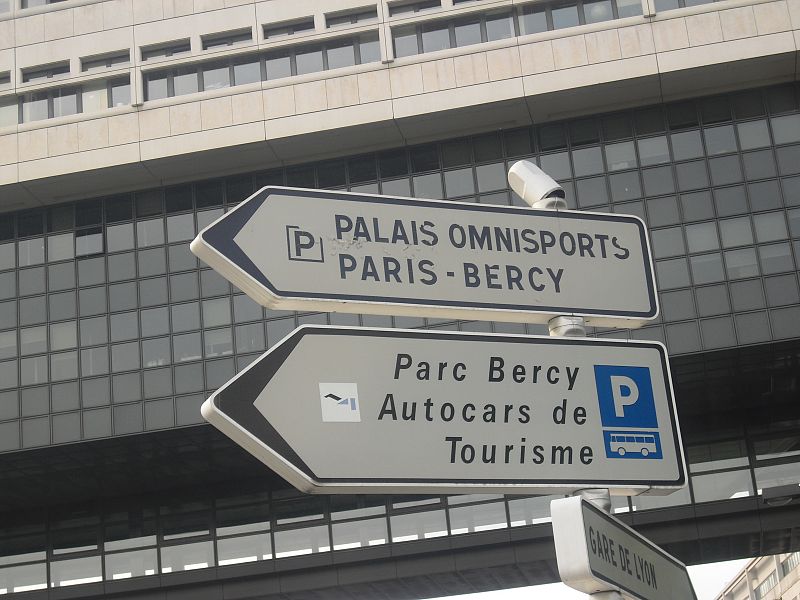 P PALAIS OMNISPORTS
PARIS - BERCY
Parc Bercy
Autocars de
Tourisme
P
GARE DE LYON